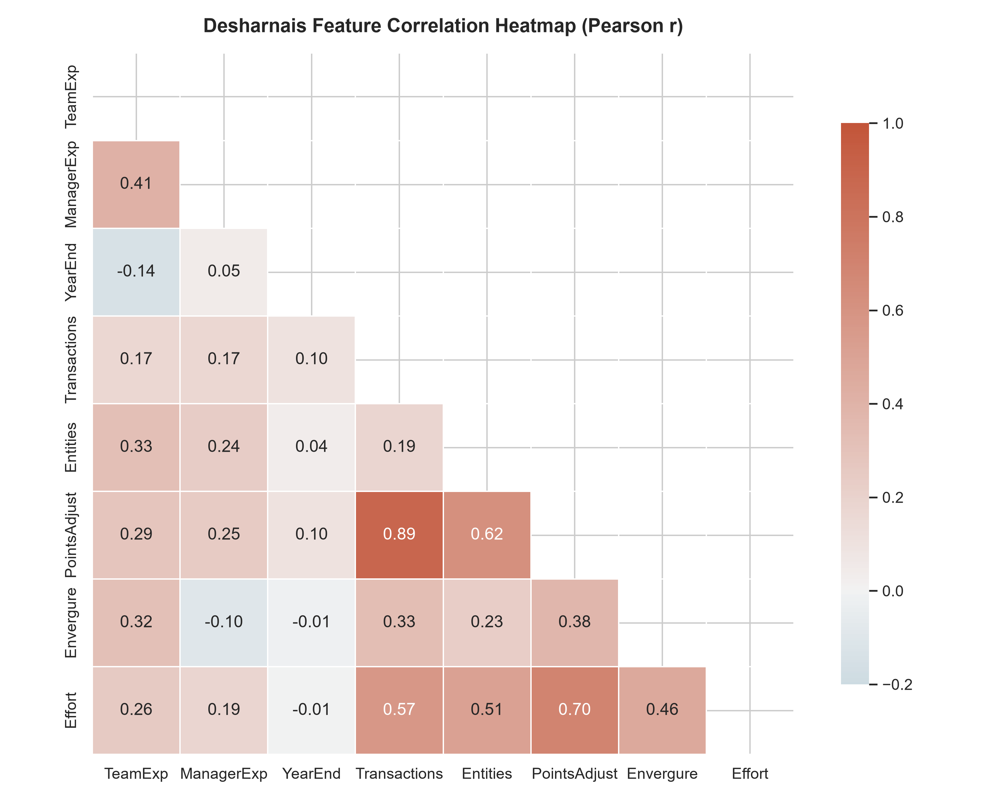 Desharnais Feature Correlation Heatmap (Pearson r)
TeamExp
ManagerExp
0.41
YearEnd
-0.14 0.05
Transactions
0.17 0.17 0.10
Entities
0.33 0.24 0.04 0.19
PointsAdjust
0.29 0.25 0.10 0.89 0.62
Envergure
0.32 -0.10 -0.01 0.33 0.23 0.38
Effort
0.26 0.19 -0.01 0.57 0.51 0.70 0.46
TeamExp ManagerExp YearEnd Transactions Entities PointsAdjust Envergure Effort
1.0
0.8
0.6
0.4
0.2
0.0
−0.2